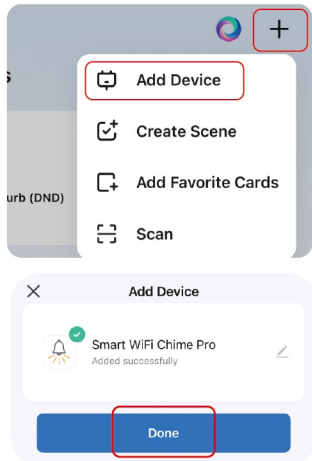 s
Add Device
Create Scene
urb (DND)
Add Favorite Cards
Scan
Add Device
Smart WiFi Chime Pro
Added successfully
Done